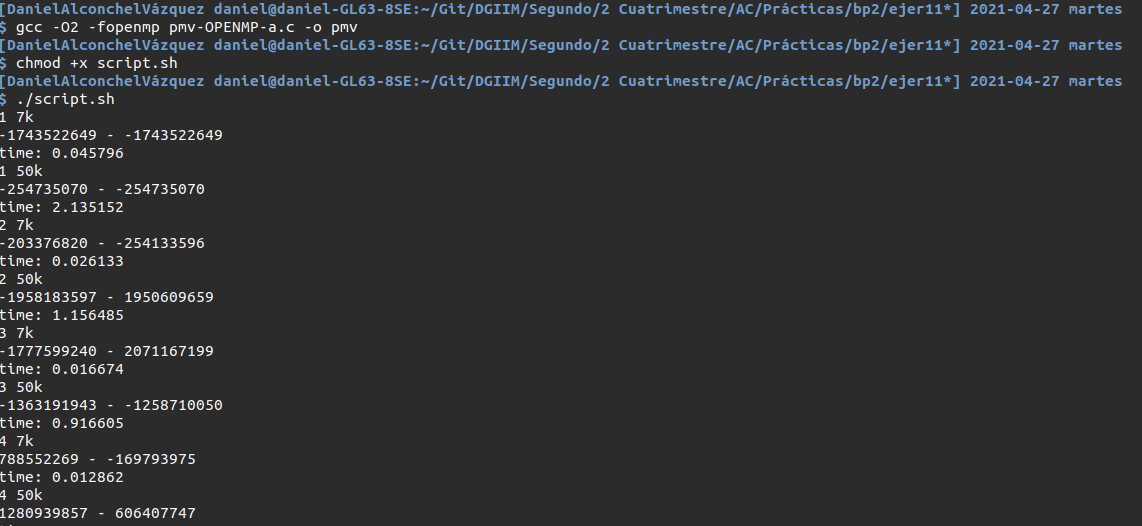 [DanielAlconchelVázquez daniel@daniel-GL63-8SE:~/Git/DGIIM/Segundo/2 Cuatrimestre/AC/Prácticas/bp2/ejer11*] 2021-04-27 martes
$ gcc -O2 -fopenmp pmv-OPENMP-a.c -o pmv
[DanielAlconchelVázquez daniel@daniel-GL63-8SE:~/Git/DGIIM/Segundo/2 Cuatrimestre/AC/Prácticas/bp2/ejer11*] 2021-04-27 martes
$ chmod +x script.sh
[DanielAlconchelVázquez daniel@daniel-GL63-8SE:~/Git/DGIIM/Segundo/2 Cuatrimestre/AC/Prácticas/bp2/ejer11*] 2021-04-27 martes
$ ./script.sh
1 7k
-1743522649 - -1743522649
time: 0.045796
1 50k
-254735070 - -254735070
time: 2.135152
2 7k
-203376820 - -254133596
time: 0.026133
2 50k
-1958183597 - 1950609659
time: 1.156485
3 7k
-1777599240 - 2071167199
time: 0.016674
3 50k
-1363191943 - -1258710050
time: 0.916605
4 7k
788552269 - -169793975
time: 0.012862
4 50k
1280939857 - 606407747